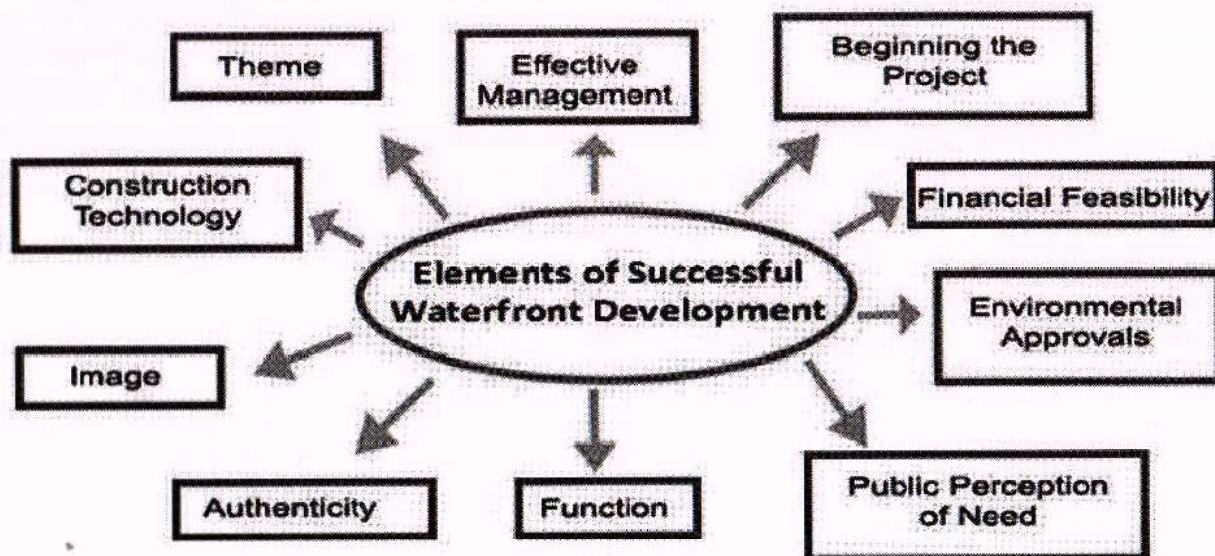 Theme
Effective
Management
Beginning the
Project
Construction
Technology
Financial Feasibility
Elements of Successful
Waterfront Development
Environmental
Approvals
Image
Authenticity
Function
Public Perception
of Need